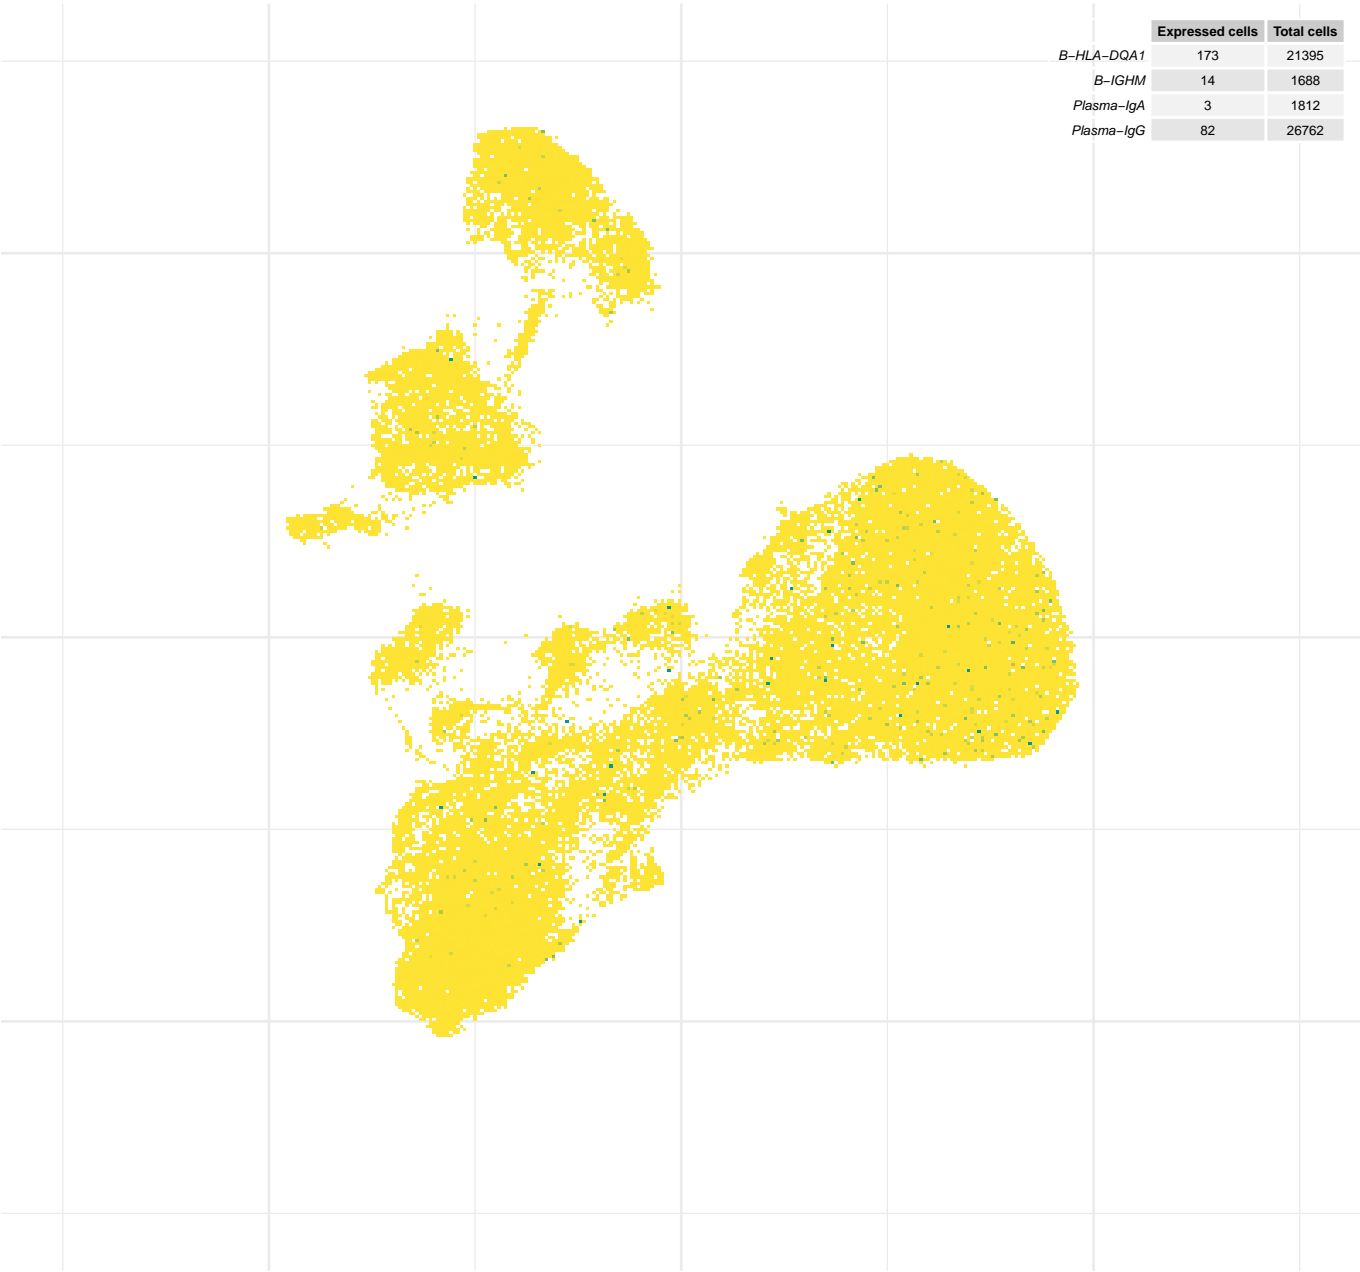 Expressed cells Total cells
B−HLA−DQA1 173 21395
B−IGHM 14 1688
Plasma−IgA 3 1812
Plasma−IgG 82 26762